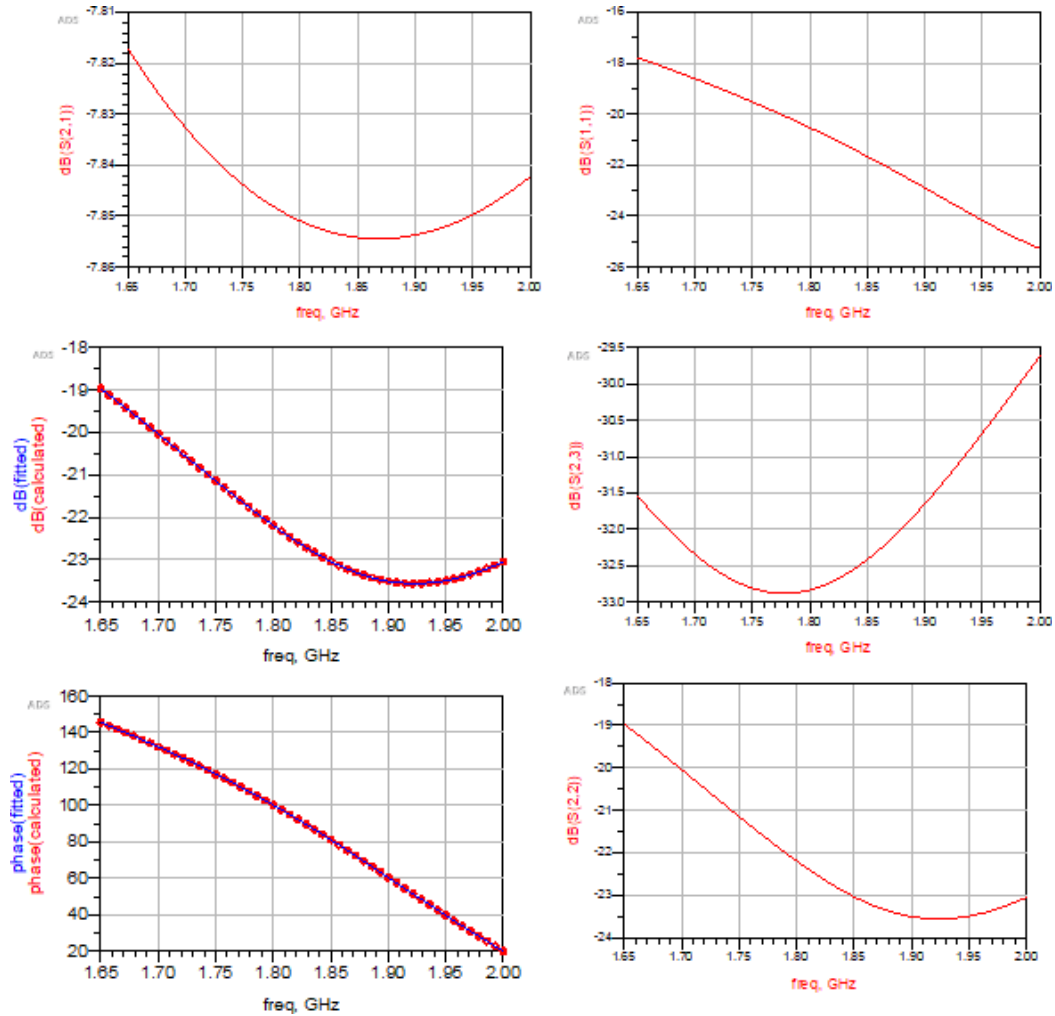 ADS
dB(S(2,1))
-7.81
-7.82
-7.83
-7.84
-7.85
-7.86
1.65 1.70 1.75 1.80 1.85 1.90 1.95 2.00
freq, GHz
ADS
dB(S(1,1))
-16
-18
-20
-22
-24
-26
1.65 1.70 1.75 1.80 1.85 1.90 1.95 2.00
freq, GHz
ADS
dB(fitted)
dB(calculated)
-18
-19
-20
-21
-22
-23
-24
1.65 1.70 1.75 1.80 1.85 1.90 1.95 2.00
freq, GHz
ADS
dB(S(2,3))
-29.5
-30.0
-30.5
-31.0
-31.5
-32.0
-32.5
-33.0
1.65 1.70 1.75 1.80 1.85 1.90 1.95 2.00
freq, GHz
ADS
phase(fitted)
phase(calculated)
160
140
120
100
80
60
40
20
1.65 1.70 1.75 1.80 1.85 1.90 1.95 2.00
freq, GHz
ADS
dB(S(2,2))
-18
-19
-20
-21
-22
-23
-24
1.65 1.70 1.75 1.80 1.85 1.90 1.95 2.00
freq, GHz